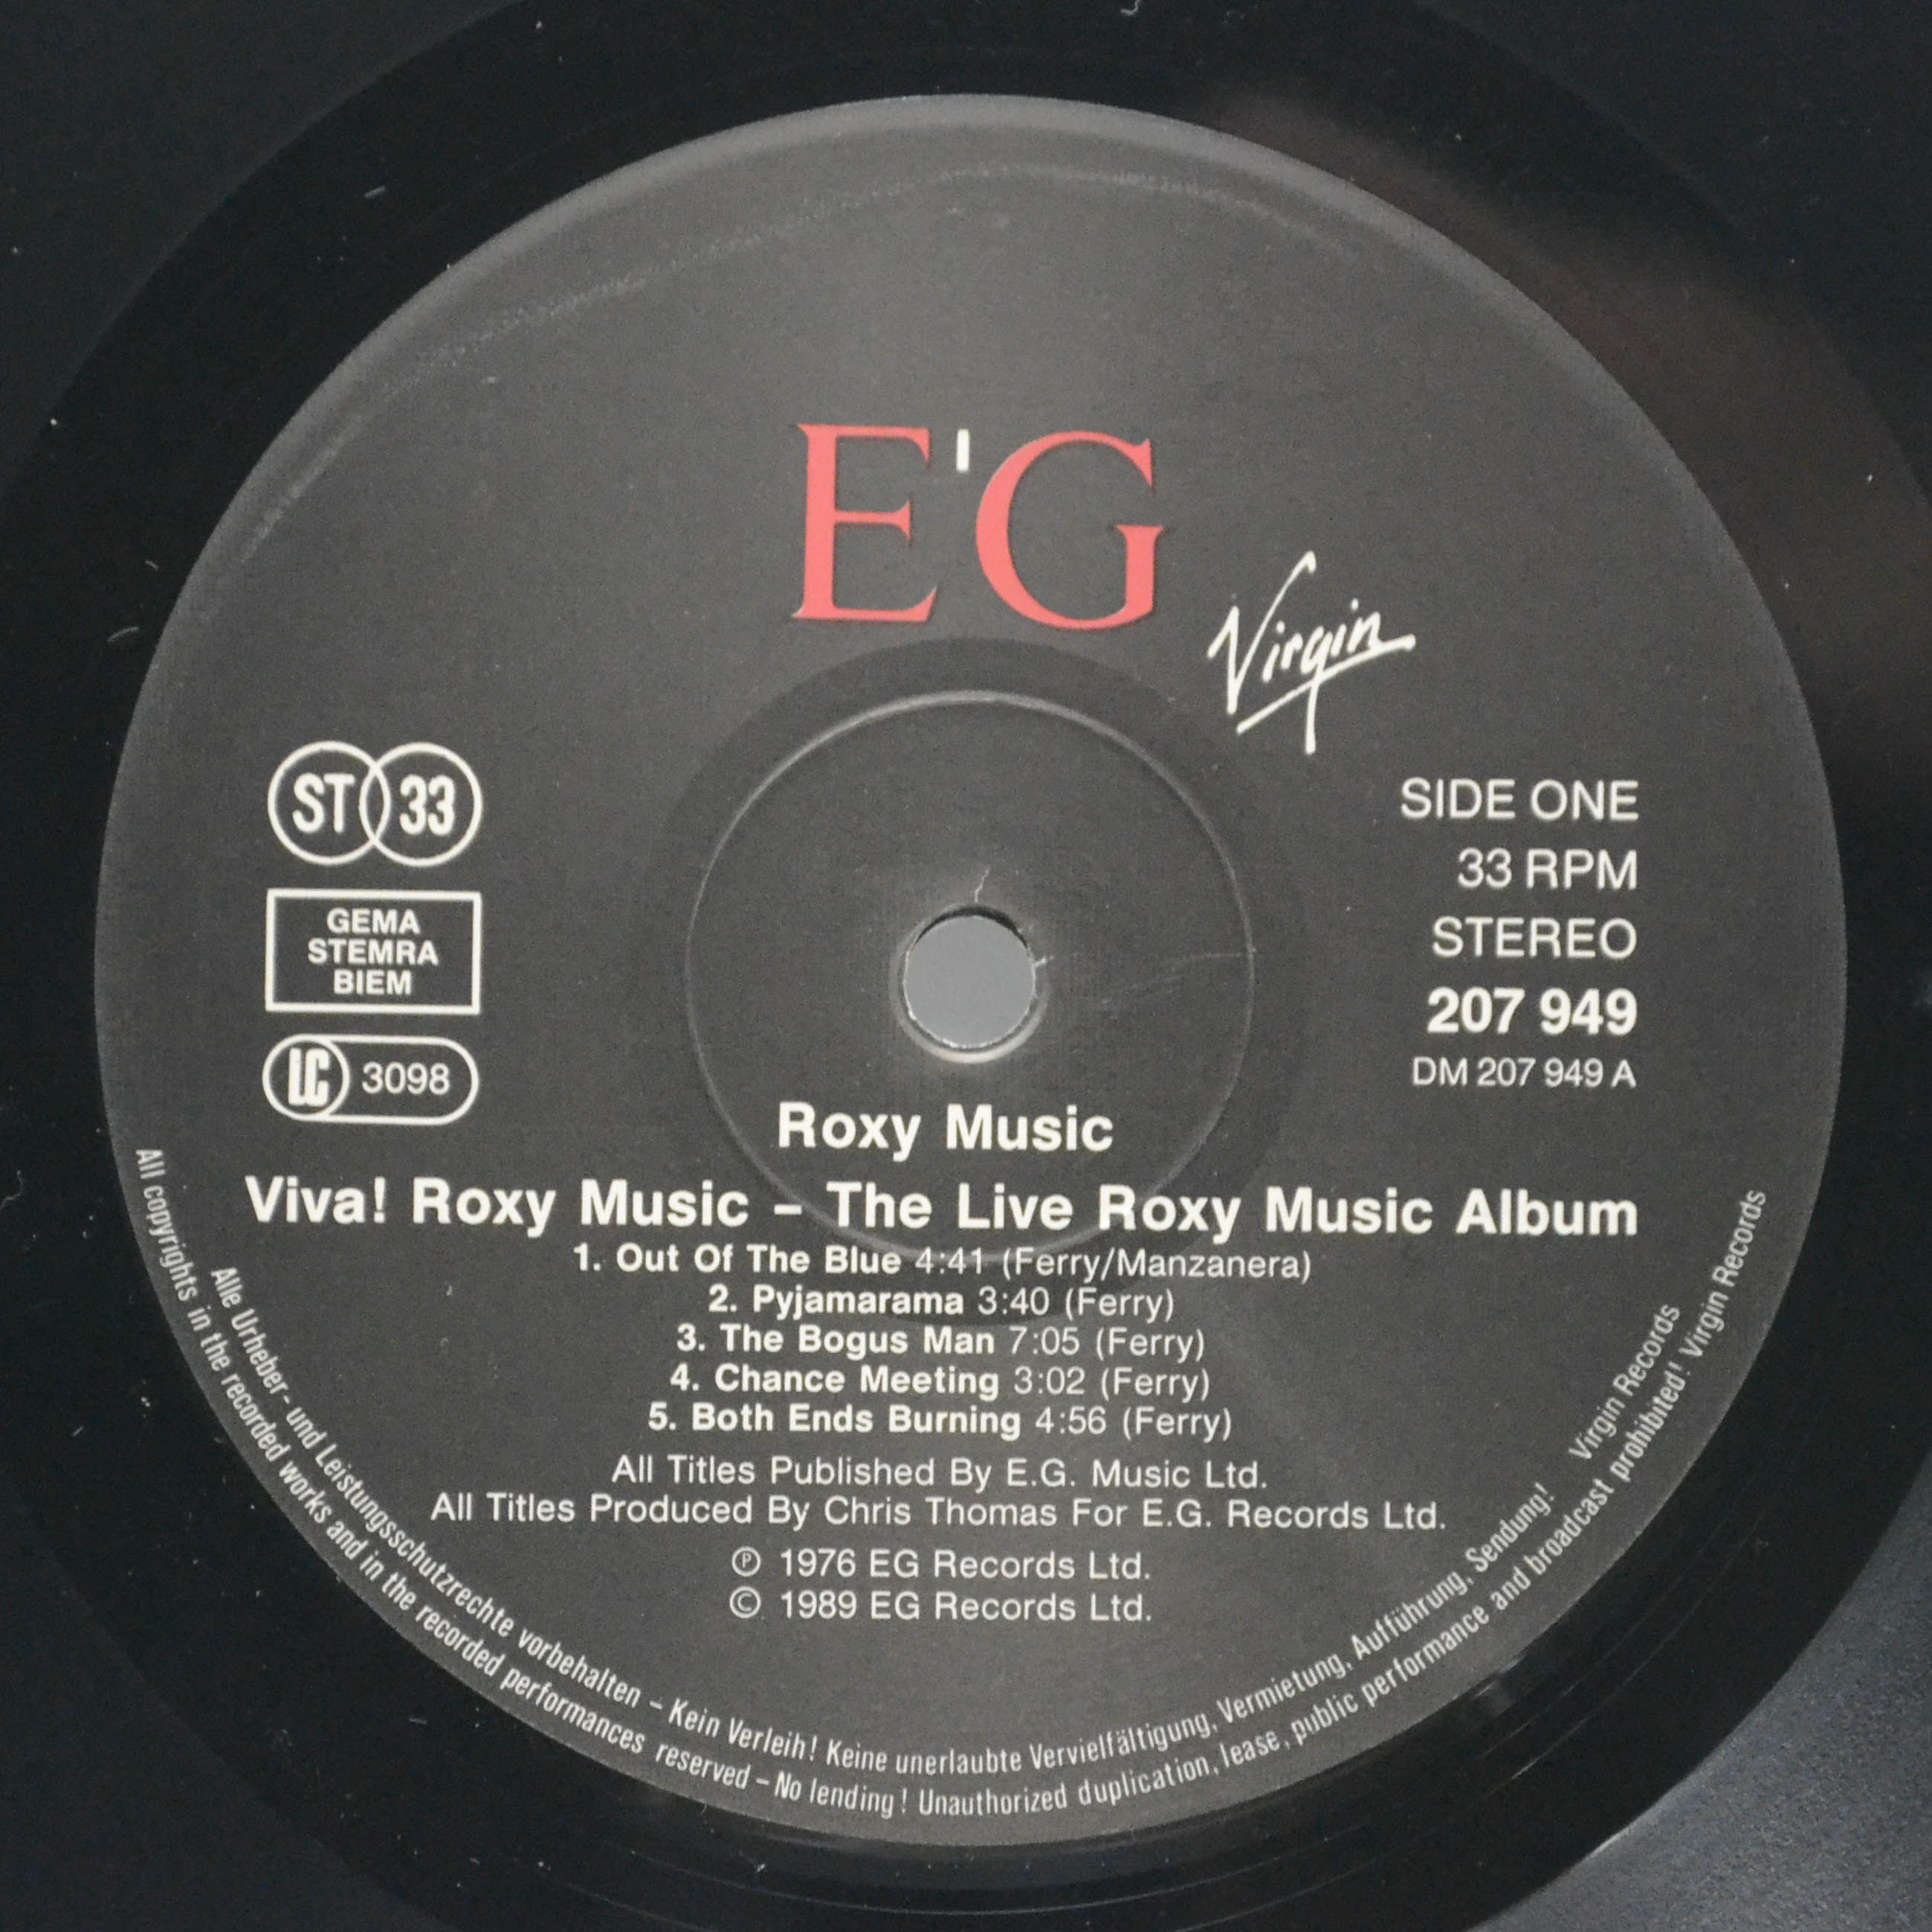 E'G
Virgin
ST 33
GEMA
STEMRA
BIEM
LC 3098
SIDE ONE
33 RPM
STEREO
207 949
DM 207 949 A
Roxy Music
Viva! Roxy Music – The Live Roxy Music Album
1. Out Of The Blue 4:41 (Ferry/Manzanera)
2. Pyjamarama 3:40 (Ferry)
3. The Bogus Man 7:05 (Ferry)
4. Chance Meeting 3:02 (Ferry)
5. Both Ends Burning 4:56 (Ferry)
All Titles Published By E.G. Music Ltd.
All Titles Produced By Chris Thomas For E.G. Records Ltd.
℗ 1976 EG Records Ltd.
© 1989 EG Records Ltd.
Alle Urheber- und Leistungsschutzrechte vorbehalten – Kein Verleih! Keine unerlaubte Vervielfältigung, Vermietung, Aufführung, Sendung! Virgin Records
All copyrights in the recorded works and in the recorded performances reserved – No lending! Unauthorized duplication, lease, public performance and broadcast prohibited! Virgin Records